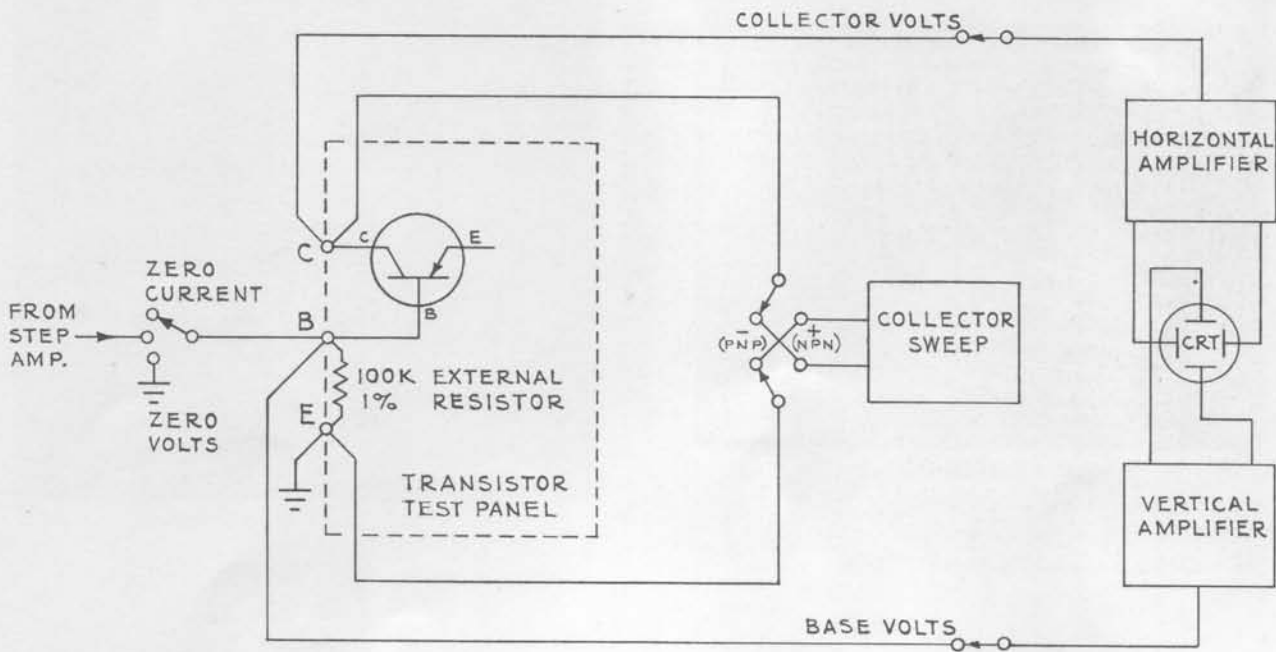 COLLECTOR VOLTS
HORIZONTAL
AMPLIFIER
C
C
E
B
ZERO
CURRENT
FROM
STEP
AMP.
B
ZERO
VOLTS
100K EXTERNAL
1% RESISTOR
E
TRANSISTOR
TEST PANEL
- +
(PNP) (NPN)
COLLECTOR
SWEEP
CRT
VERTICAL
AMPLIFIER
BASE VOLTS